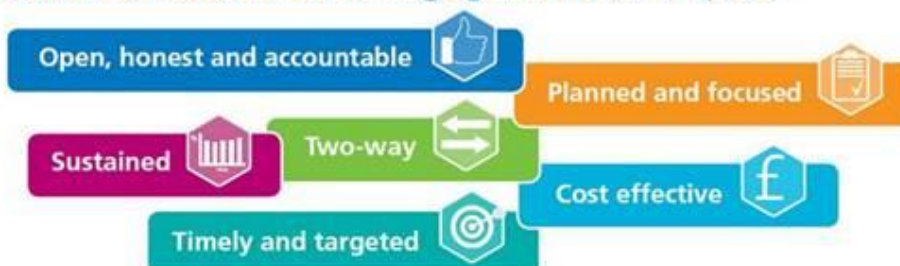 Open, honest and accountable
Planned and focused
Sustained
Two-way
£
Cost effective
Timely and targeted